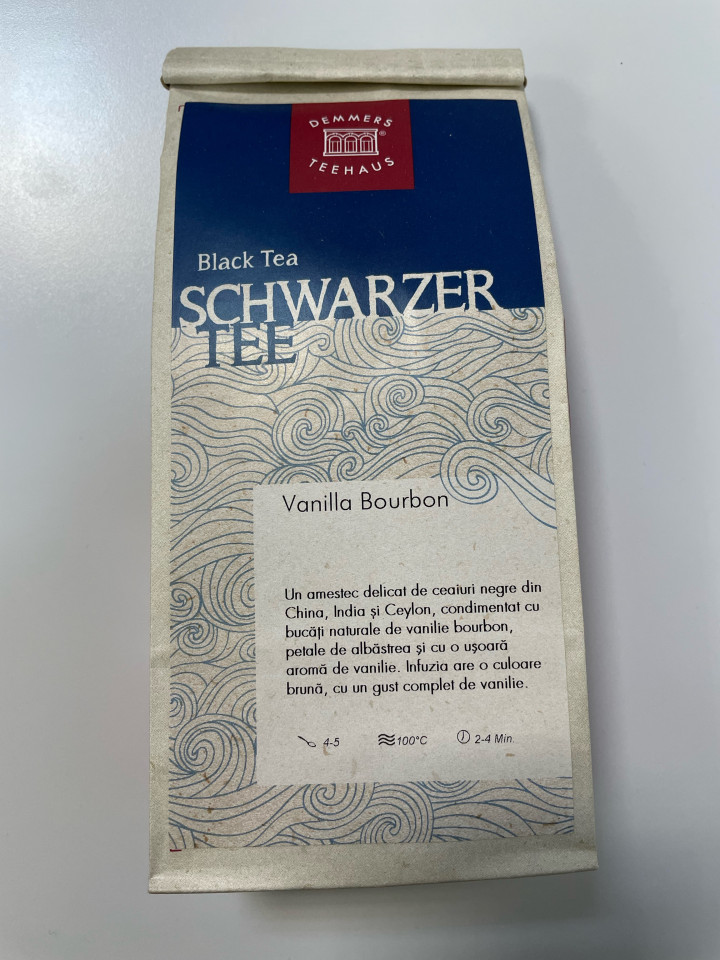 DEMMERS
®
TEEHAUS
Black Tea
SCHWARZER
TEE
Vanilla Bourbon
Un amestec delicat de ceaiuri negre din
China, India și Ceylon, condimentat cu
bucăți naturale de vanilie bourbon,
petale de albăstrea și cu o ușoară
aromă de vanilie. Infuzia are o culoare
brună, cu un gust complet de vanilie.
4-5 100°C 2-4 Min.